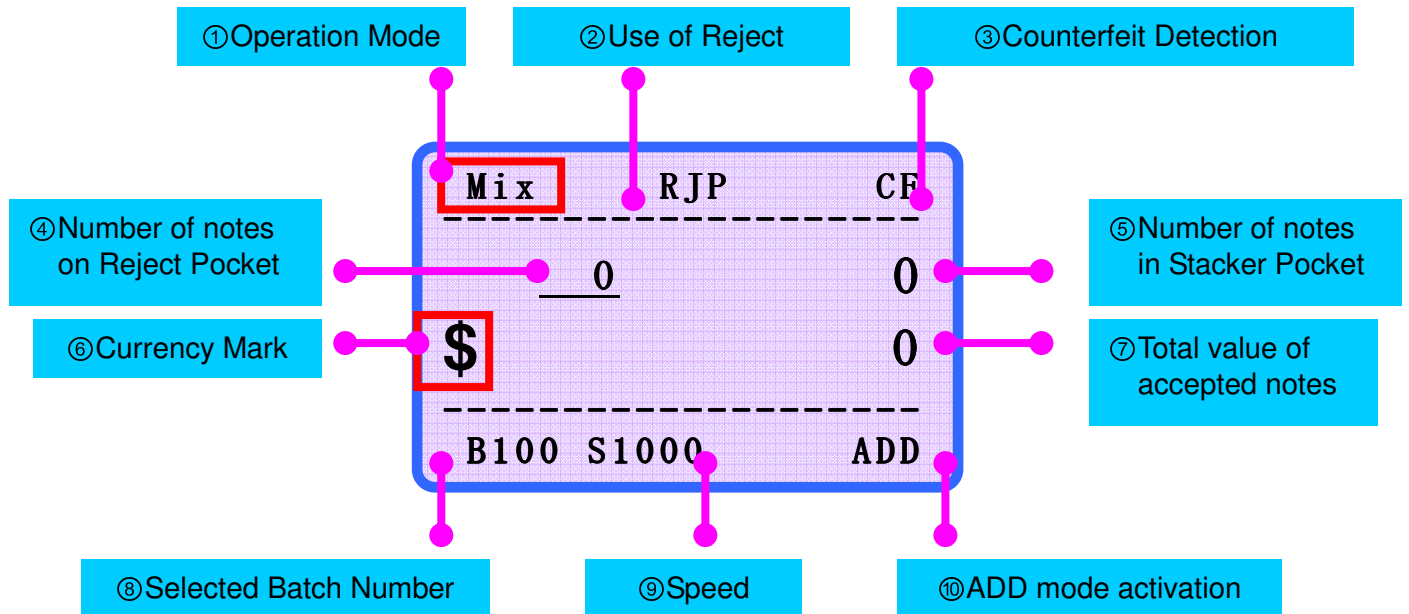 ①Operation Mode
②Use of Reject
③Counterfeit Detection
Mix RJP CF
④Number of notes
on Reject Pocket
0 0
⑤Number of notes
in Stacker Pocket
⑥Currency Mark
$ 0
⑦Total value of
accepted notes
B100 S1000 ADD
⑧Selected Batch Number
⑨Speed
⑩ADD mode activation